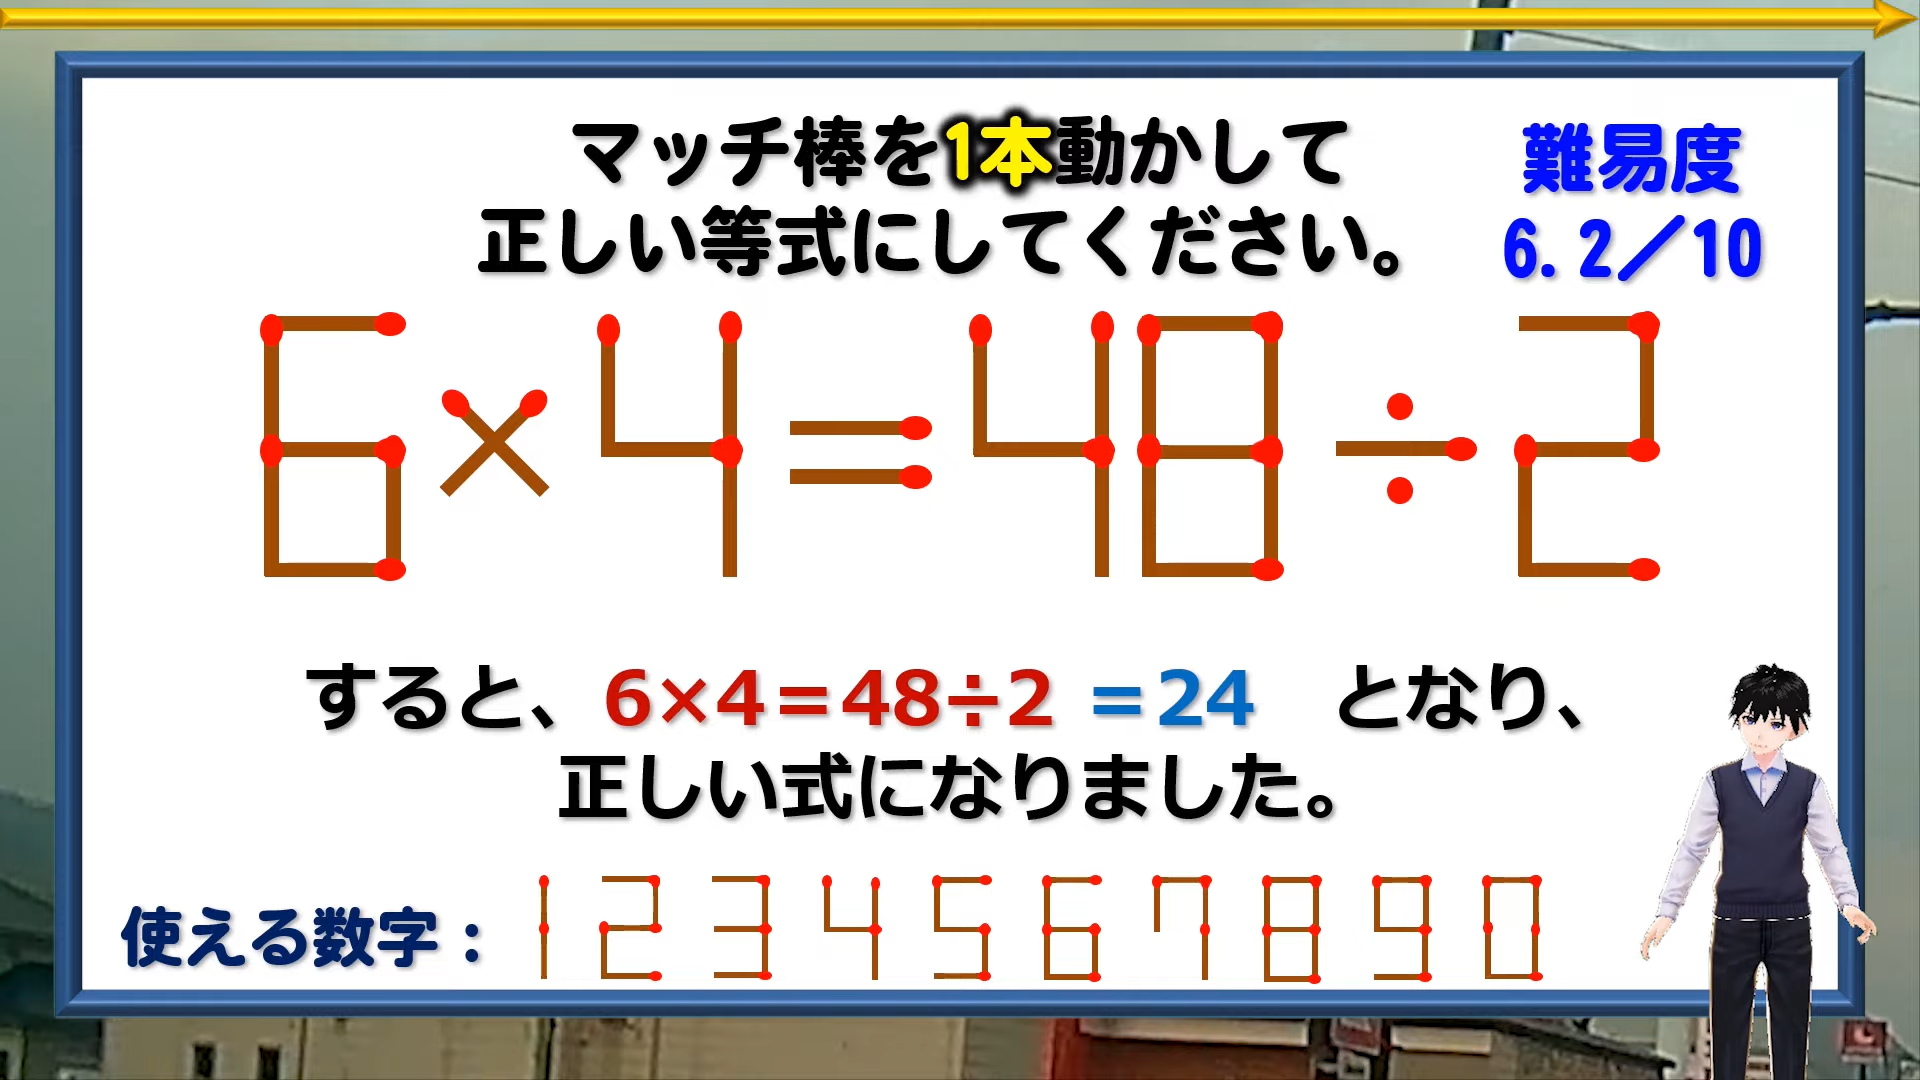 マッチ棒を1本動かして
正しい等式にしてください。
難易度
6.2／10
6×4＝48÷2
すると、6×4＝48÷2 ＝24 となり、
正しい式になりました。
使える数字： 1 2 3 4 5 6 7 8 9 0